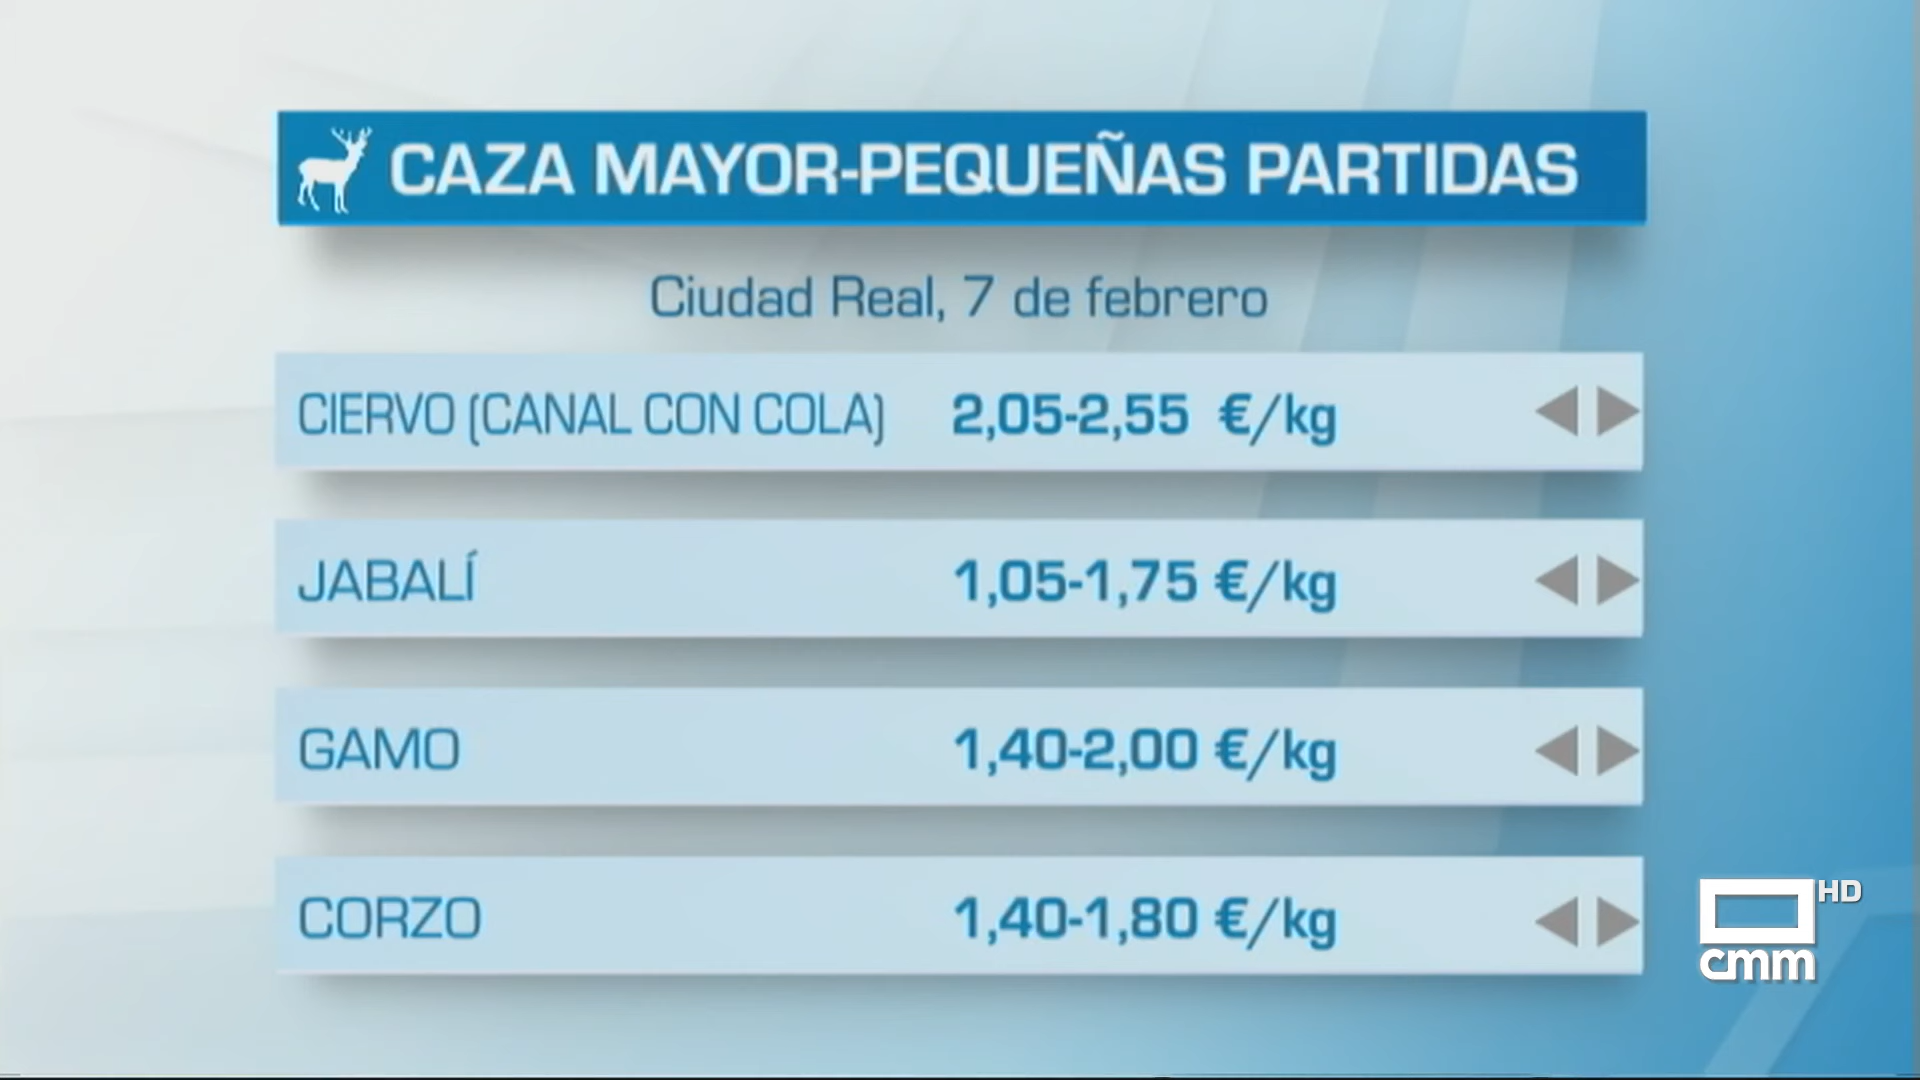 CAZA MAYOR-PEQUEÑAS PARTIDAS
Ciudad Real, 7 de febrero
CIERVO (CANAL CON COLA) 2,05-2,55 €/kg
JABALÍ 1,05-1,75 €/kg
GAMO 1,40-2,00 €/kg
CORZO 1,40-1,80 €/kg
HD
cmm